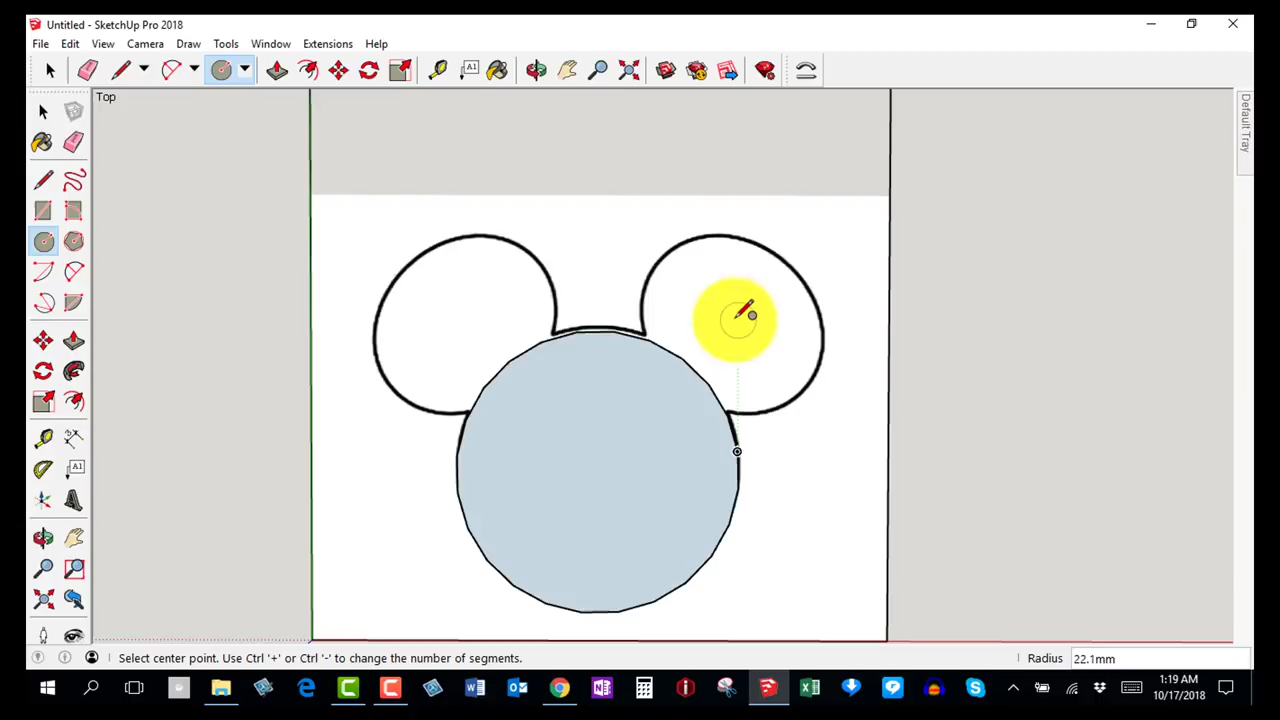 Untitled - SketchUp Pro 2018
File Edit View Camera Draw Tools Window Extensions Help
A1
Top
Default Tray
A1
Select center point. Use Ctrl '+' or Ctrl '-' to change the number of segments.
Radius 22.1mm
1:19 AM
10/17/2018